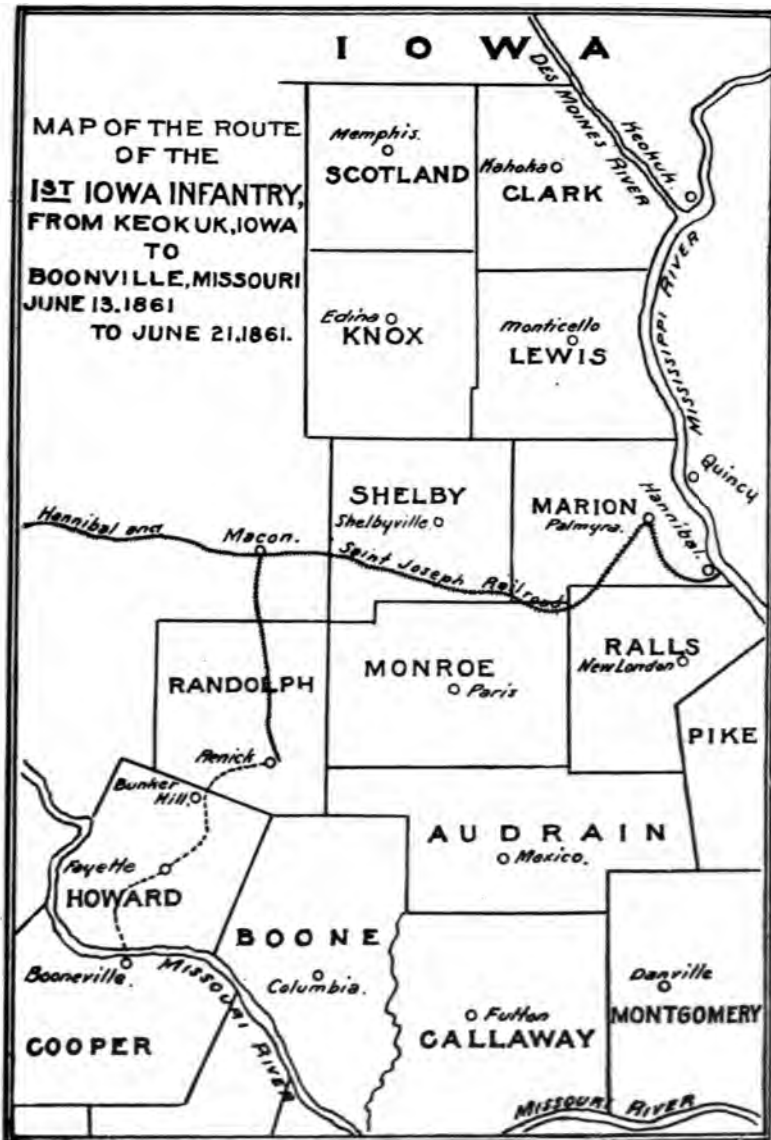 IOWA
MAP OF THE ROUTE
OF THE
1ST IOWA INFANTRY,
FROM KEOKUK, IOWA
TO
BOONVILLE, MISSOURI
JUNE 13. 1861
TO JUNE 21. 1861.
DES MOINES RIVER
Keokuk.
Memphis.
SCOTLAND
Kahoka
CLARK
MISSISSIPPI RIVER
Edina
KNOX
Monticello
LEWIS
Quincy
SHELBY
Shelbyville
MARION
Palmyra.
Hannibal.
Hannibal and
Macon.
Saint Joseph Railroad
RANDOLPH
MONROE
Paris
RALLS
New London
PIKE
Renick
Bunker
Hill.
AUDRAIN
Mexico.
Fayette
HOWARD
BOONE
Columbia.
Booneville.
MISSOURI RIVER
COOPER
Fulton
CALLAWAY
Danville
MONTGOMERY
MISSOURI RIVER